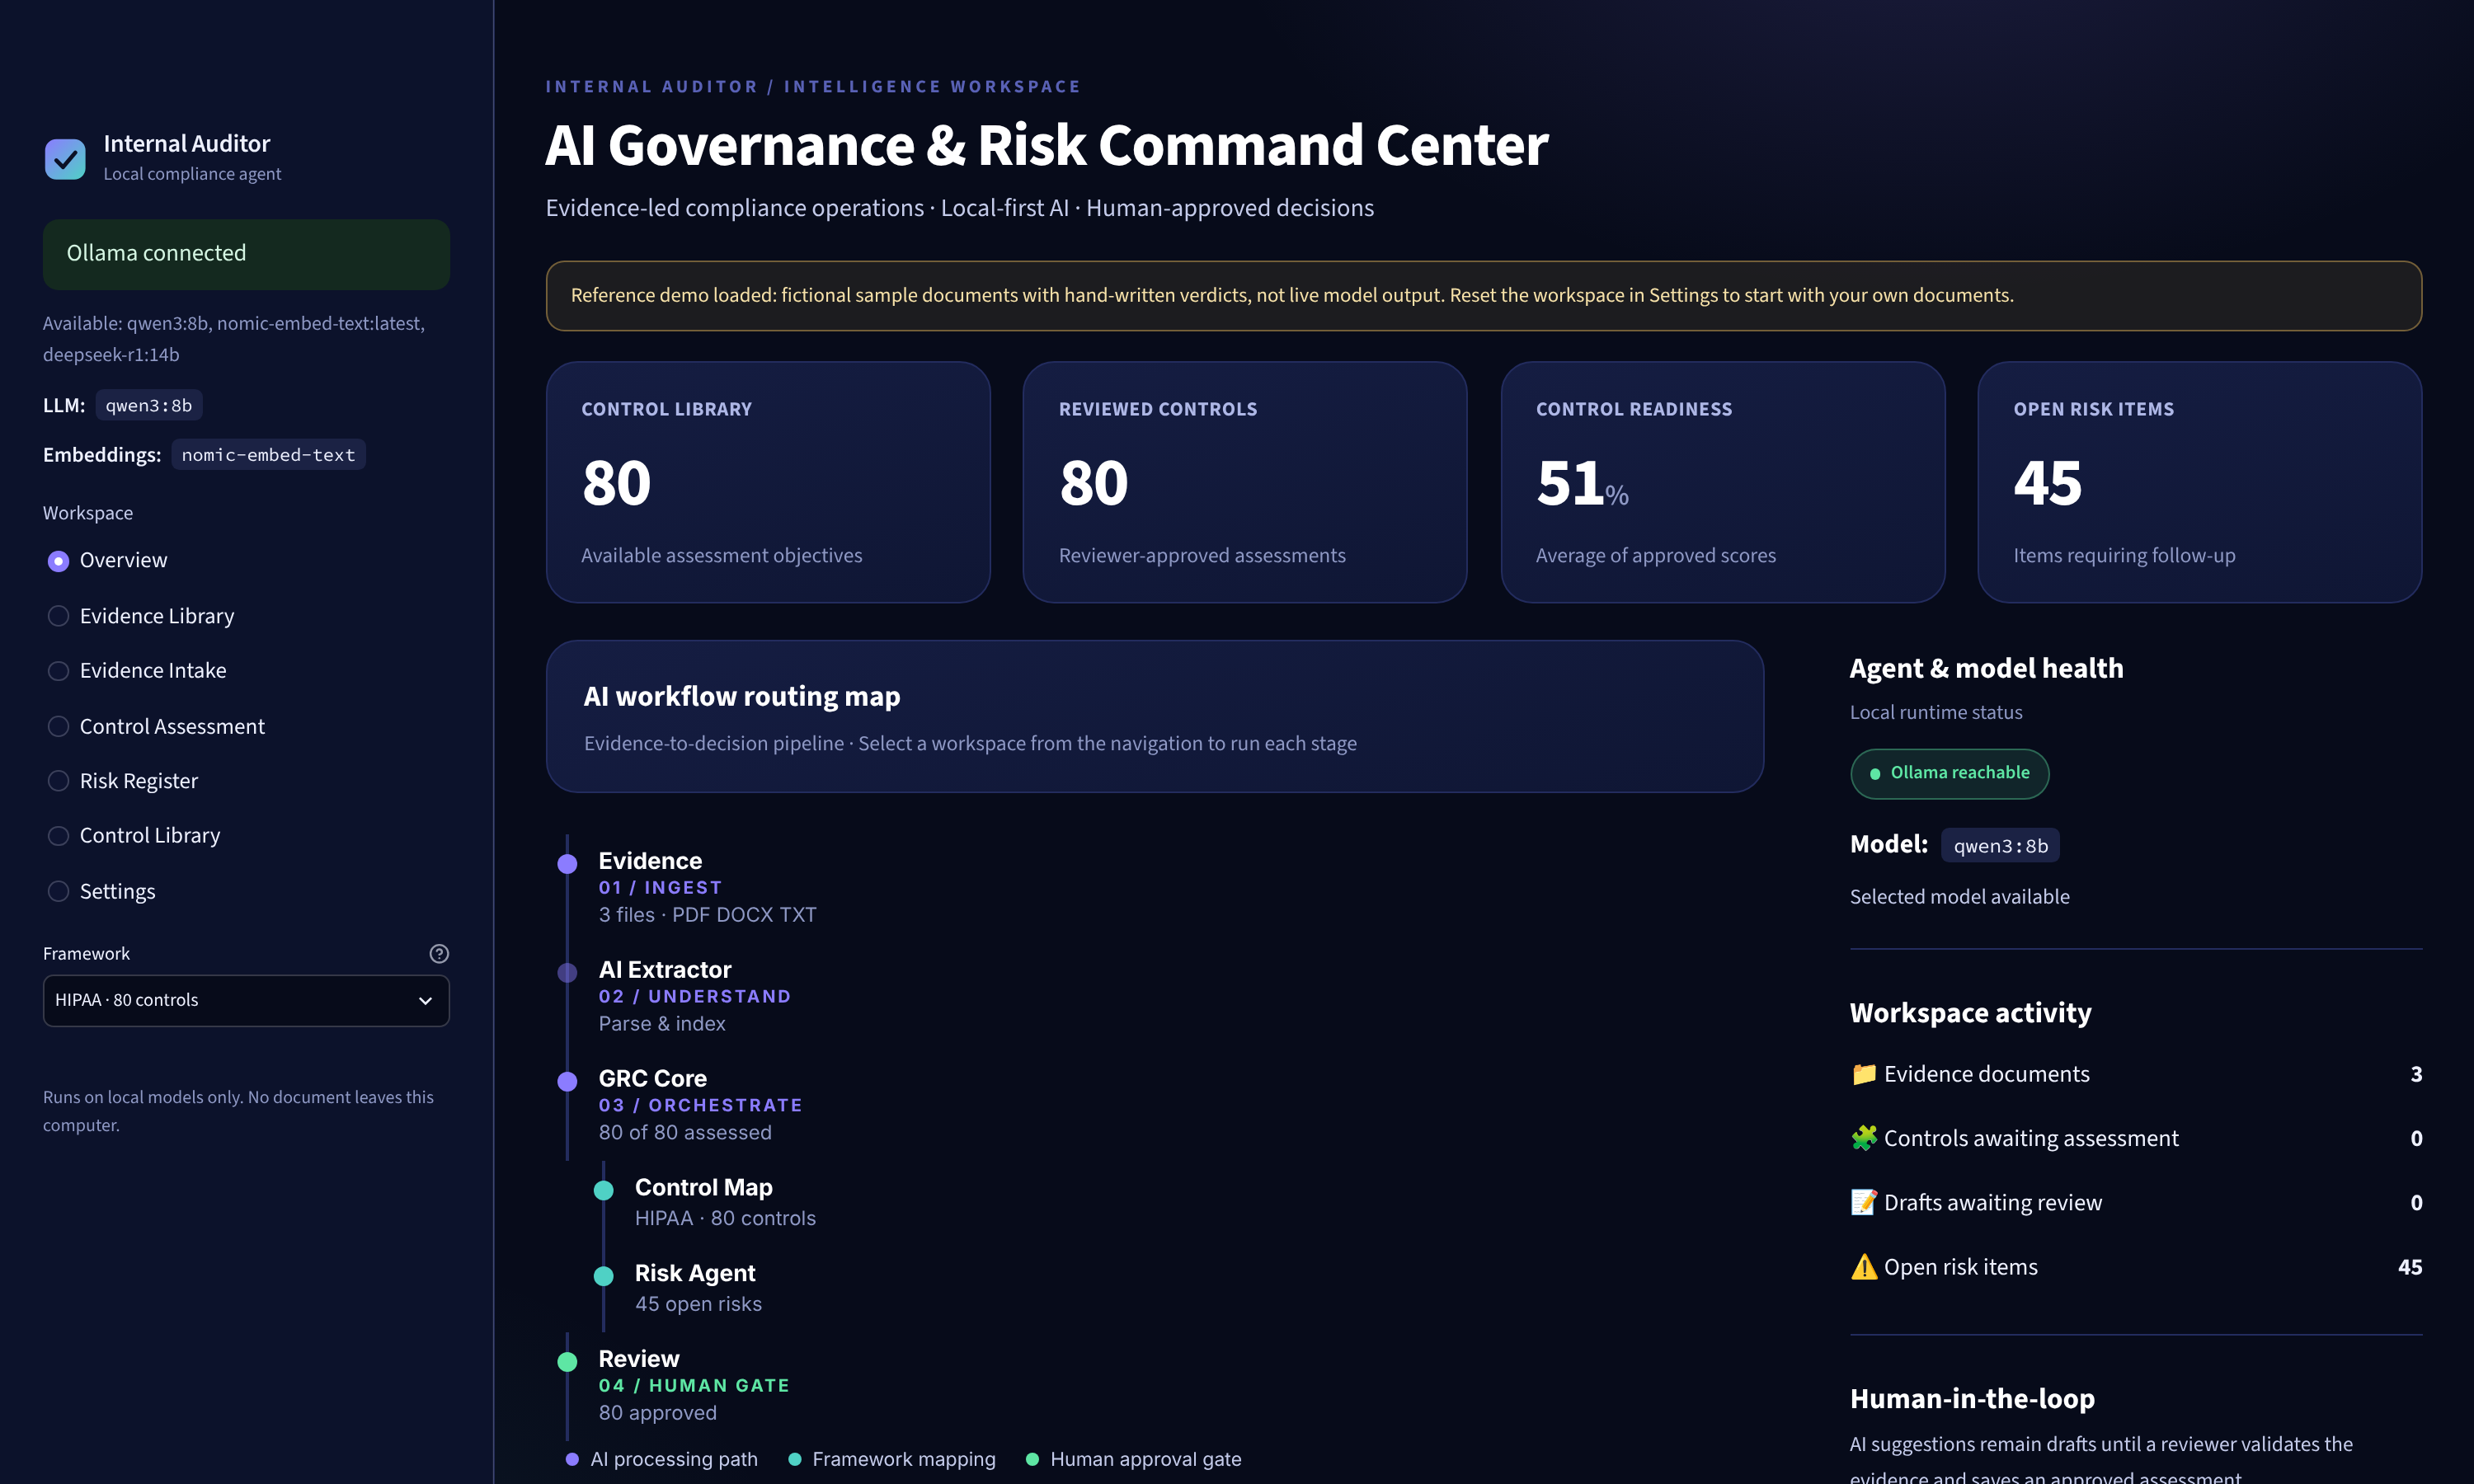 Internal Auditor
Local compliance agent
Ollama connected
Available: qwen3:8b, nomic-embed-text:latest,
deepseek-r1:14b
LLM: qwen3:8b
Embeddings: nomic-embed-text
Workspace
Overview
Evidence Library
Evidence Intake
Control Assessment
Risk Register
Control Library
Settings
Framework
HIPAA · 80 controls
Runs on local models only. No document leaves this
computer.
INTERNAL AUDITOR / INTELLIGENCE WORKSPACE
AI Governance & Risk Command Center
Evidence-led compliance operations · Local-first AI · Human-approved decisions
Reference demo loaded: fictional sample documents with hand-written verdicts, not live model output. Reset the workspace in Settings to start with your own documents.
CONTROL LIBRARY
80
Available assessment objectives
REVIEWED CONTROLS
80
Reviewer-approved assessments
CONTROL READINESS
51%
Average of approved scores
OPEN RISK ITEMS
45
Items requiring follow-up
AI workflow routing map
Evidence-to-decision pipeline · Select a workspace from the navigation to run each stage
Evidence
01 / INGEST
3 files · PDF DOCX TXT
AI Extractor
02 / UNDERSTAND
Parse & index
GRC Core
03 / ORCHESTRATE
80 of 80 assessed
Control Map
HIPAA · 80 controls
Risk Agent
45 open risks
Review
04 / HUMAN GATE
80 approved
AI processing path
Framework mapping
Human approval gate
Agent & model health
Local runtime status
Ollama reachable
Model: qwen3:8b
Selected model available
Workspace activity
Evidence documents 3
Controls awaiting assessment 0
Drafts awaiting review 0
Open risk items 45
Human-in-the-loop
AI suggestions remain drafts until a reviewer validates the
evidence and saves an approved assessment.